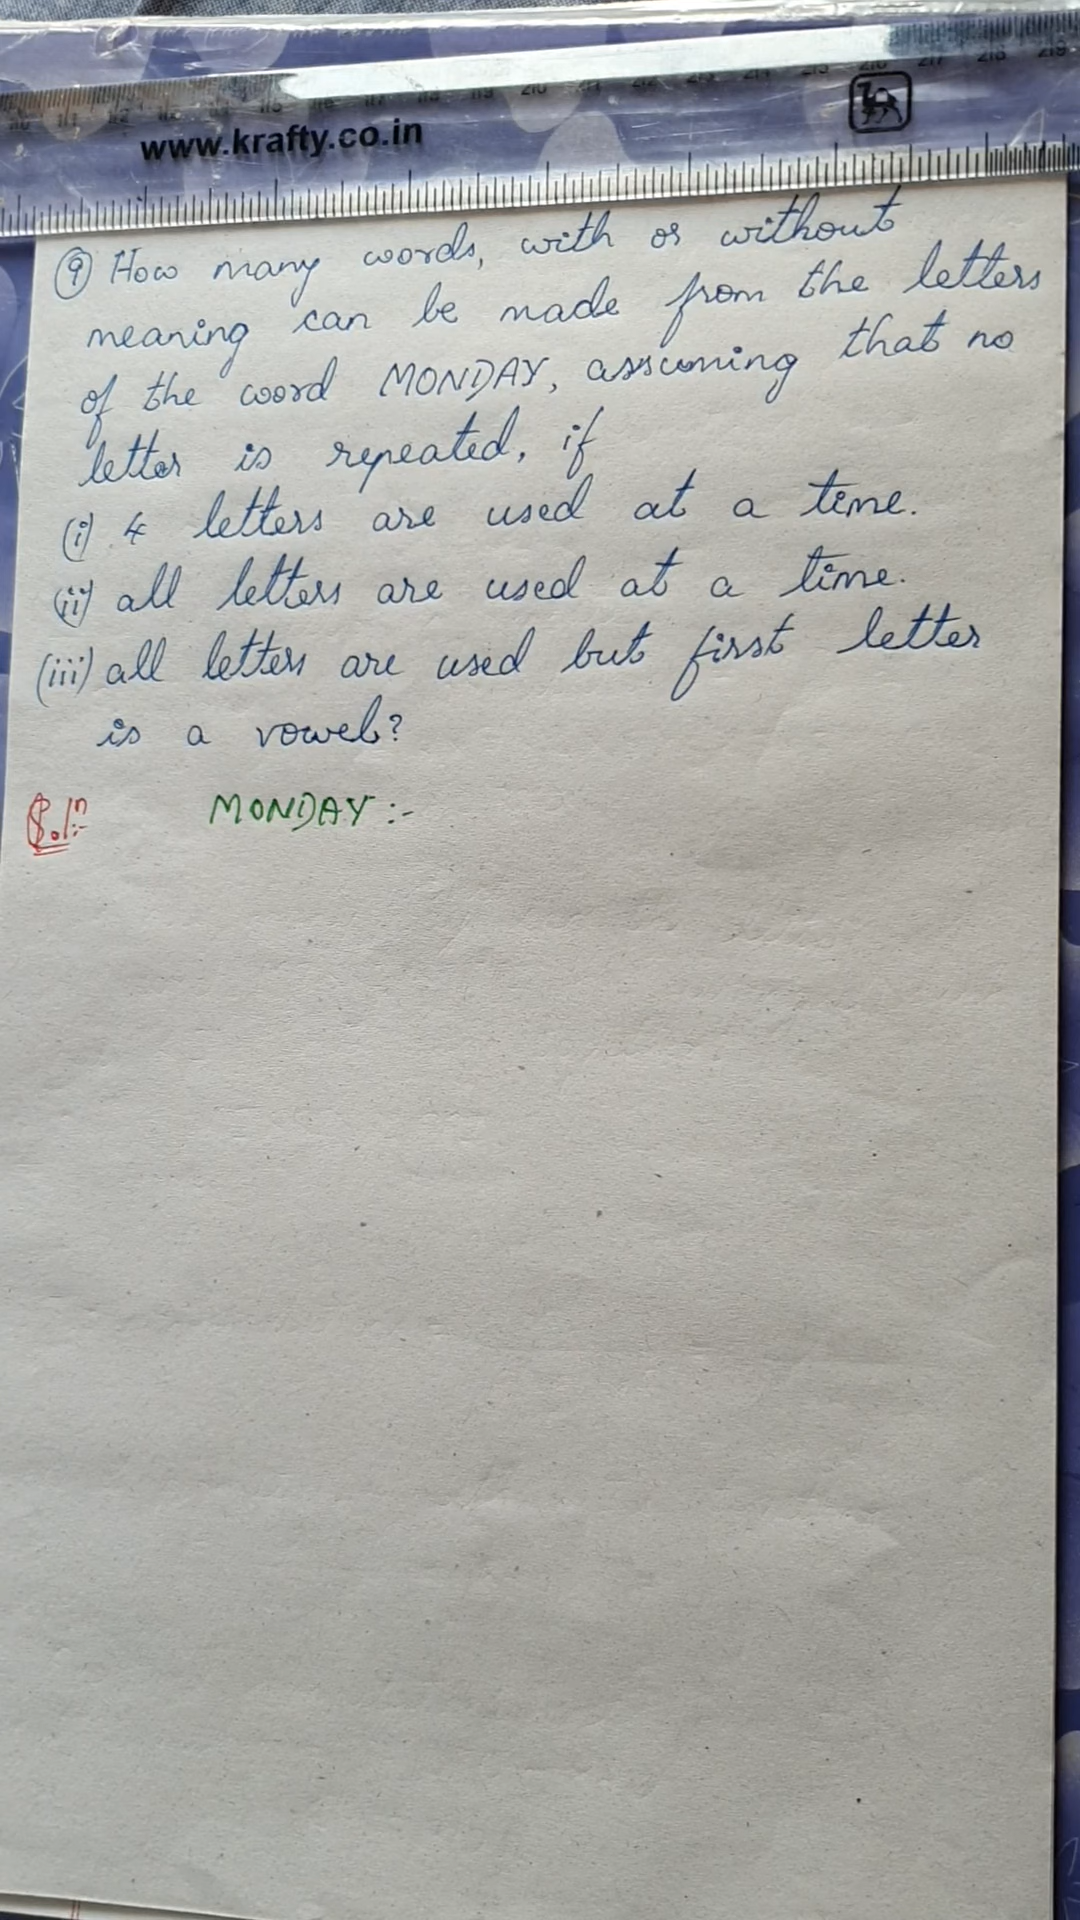 www.krafty.co.in
⑨ How many words, with or without
meaning can be made from the letters
of the word MONDAY, assuming that no
letter is repeated, if
(i) 4 letters are used at a time.
(ii) all letters are used at a time.
(iii) all letters are used but first letter
is a vowel?
Solⁿ:- MONDAY :-